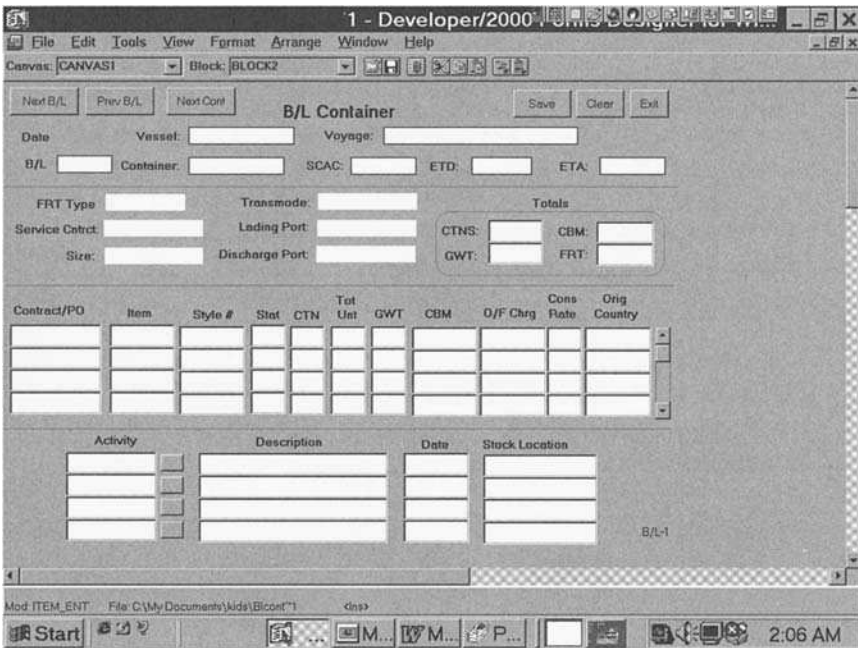 1 - Developer/2000 Forms Designer for Wi...
File Edit Tools View Format Arrange Window Help
Canvas: CANVAS1 Block: BLOCK2
Next B/L Prev B/L Next Cont B/L Container Save Clear Exit
Date Vessel: Voyage:
B/L Container: SCAC: ETD: ETA:
FRT Type Transmode: Totals
Service Cntrct: Lading Port: CTNS: CBM:
Size: Discharge Port: GWT: FRT:
Contract/PO Item Style # Stat CTN Tot Unt GWT CBM O/F Chrg Cons Rate Orig Country
Activity Description Date Stock Location
B/L-1
Mod: ITEM_ENT File: C:\My Documents\kids\Blcont~1 <Ins>
Start ... M... M... P... 2:06 AM